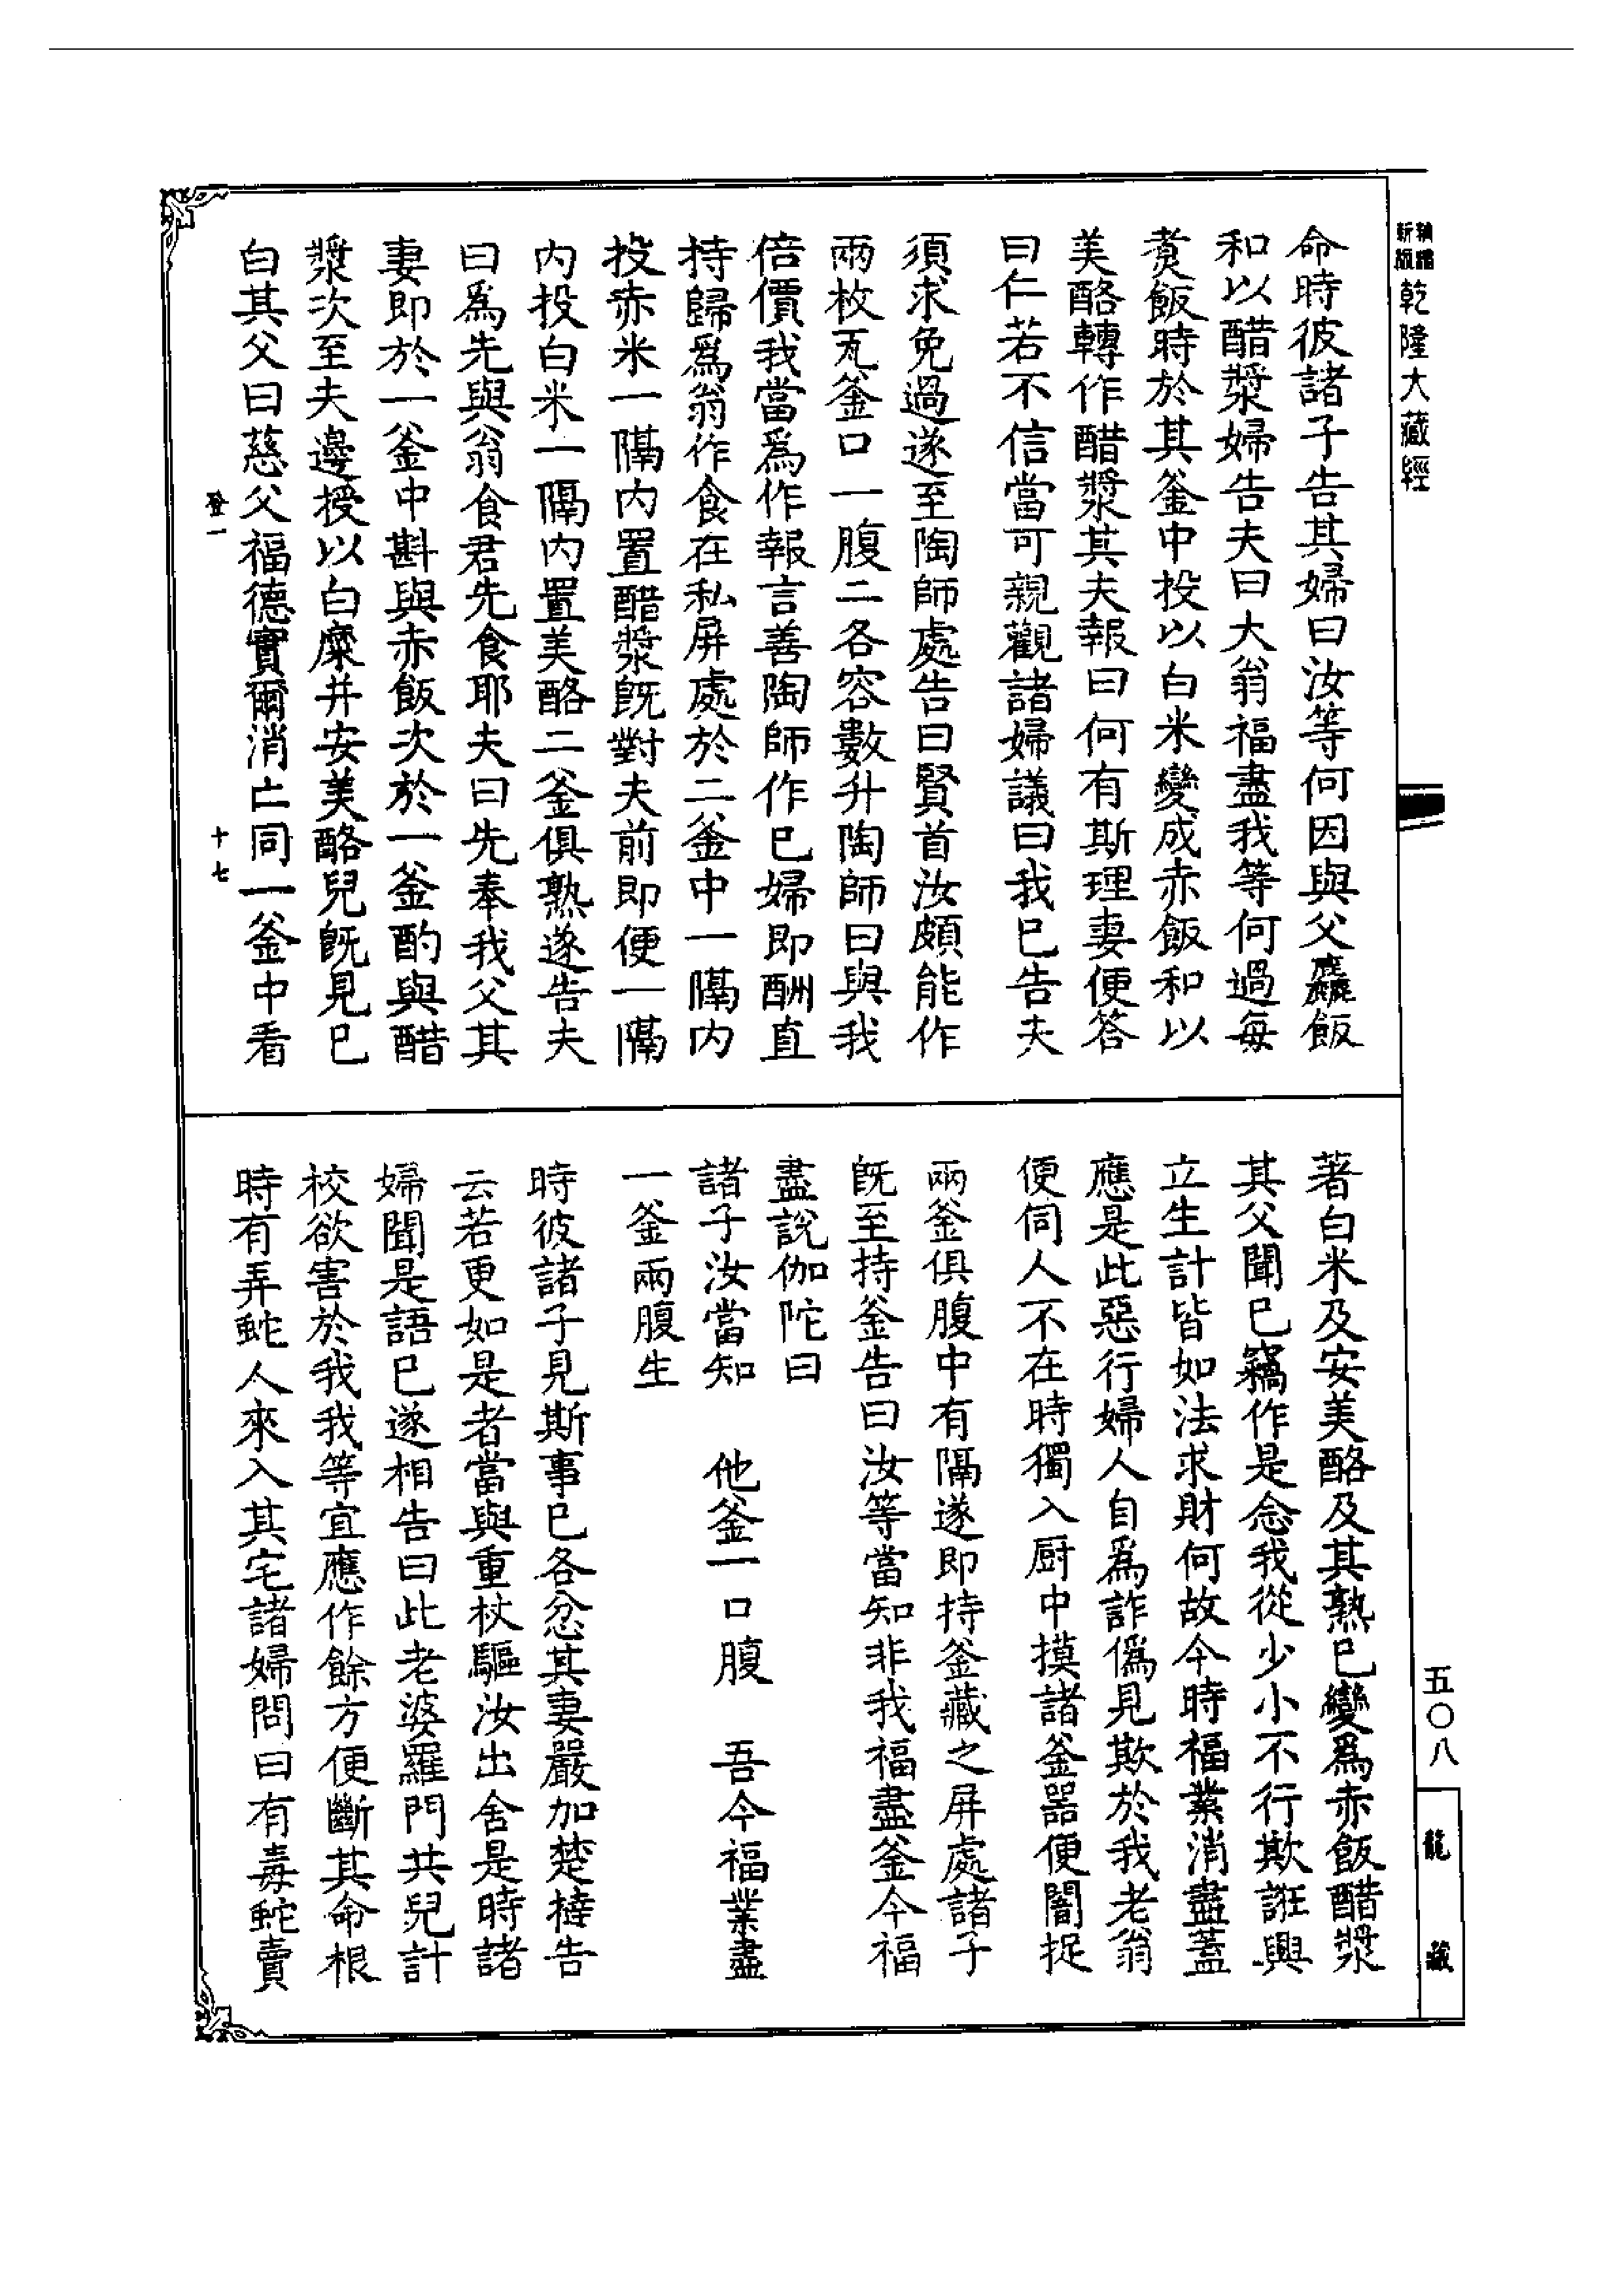 新版 乾隆大藏經
命時彼諸子告其婦曰汝等何因與父麤飯
和以醋漿婦告夫曰大翁福盡我等何過每
煑飯時於其釜中投以白米變成赤飯和以
美酪轉作醋漿其夫報曰何有斯理妻便答
曰仁若不信當可親觀諸婦議曰我已告夫
須求免過遂至陶師處告曰賢首汝頗能作
兩枚瓦釜口一腹二各容數升陶師曰與我
倍價我當爲作報言善陶師作已婦即酬直
持歸爲翁作食在私屏處於二釜中一隔内
投赤米一隔内置醋漿旣對夫前即便一隔
内投白米一隔内置美酪二釜俱熟遂告夫
曰爲先與翁食君先食耶夫曰先奉我父其
妻即於一釜中斟與赤飯次於一釜酌與醋
漿次至夫邊授以白糜并安美酪兒旣見已
白其父曰慈父福德實爾消亡同一釜中看
登一 十七
著白米及安美酪及其熟已變爲赤飯醋漿
其父聞已竊作是念我從少小不行欺誑興
立生計皆如法求財何故今時福業消盡蓋
應是此惡行婦人自爲詐僞見欺於我老翁
便伺人不在時獨入厨中摸諸釜器便闇捉
兩釜俱腹中有隔遂即持釜藏之屏處諸子
旣至持釜告曰汝等當知非我福盡釜今福
盡說伽陀曰
諸子汝當知 他釜一口腹 吾今福業盡
一釜兩腹生
時彼諸子見斯事已各忿其妻嚴加楚撻告
云若更如是者當與重杖驅汝出舍是時諸
婦聞是語已遂相告曰此老婆羅門共兒計
校欲害於我我等宜應作餘方便斷其命根
時有弄蛇人來入其宅諸婦問曰有毒蛇賣
五〇八
龍藏